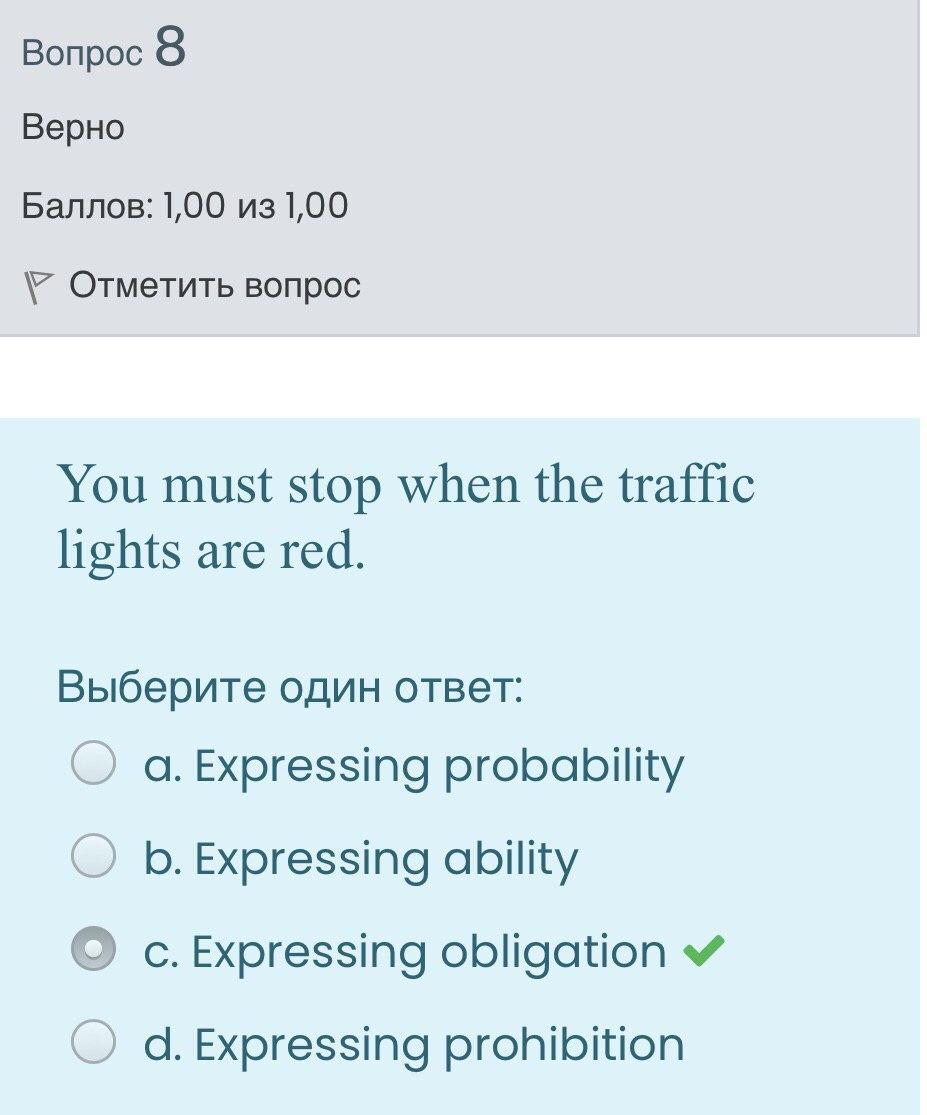 Вопрос 8
Верно
Баллов: 1,00 из 1,00
Отметить вопрос
You must stop when the traffic
lights are red.
Выберите один ответ:
a. Expressing probability
b. Expressing ability
c. Expressing obligation
d. Expressing prohibition